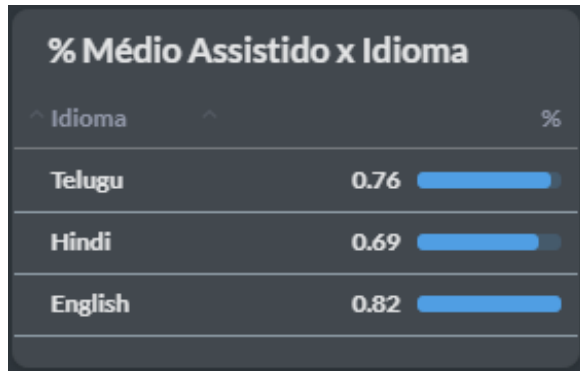 % Médio Assistido x Idioma
Idioma %
Telugu 0.76
Hindi 0.69
English 0.82